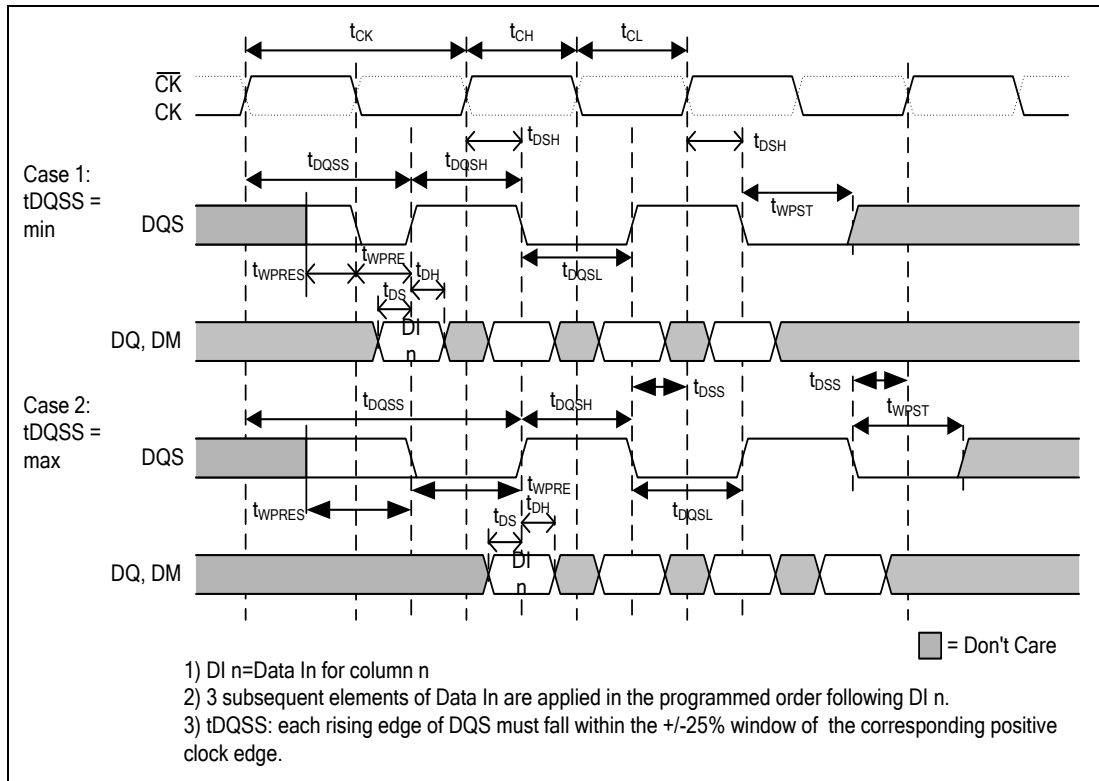 tCK tCH tCL
CK
CK
tDSH tDSH
tDQSS tDQSH
Case 1:
tDQSS =
min
DQS
tWPST
tWPRES tWPRE tDH tDQSL
tDS
DQ, DM
DI
n
tDSS tDSS
Case 2:
tDQSS =
max
tDQSS tDQSH tWPST
DQS
tWPRE
tWPRES tDH tDQSL
tDS
DQ, DM
DI
n
= Don't Care
1) DI n=Data In for column n
2) 3 subsequent elements of Data In are applied in the programmed order following DI n.
3) tDQSS: each rising edge of DQS must fall within the +/-25% window of the corresponding positive
clock edge.